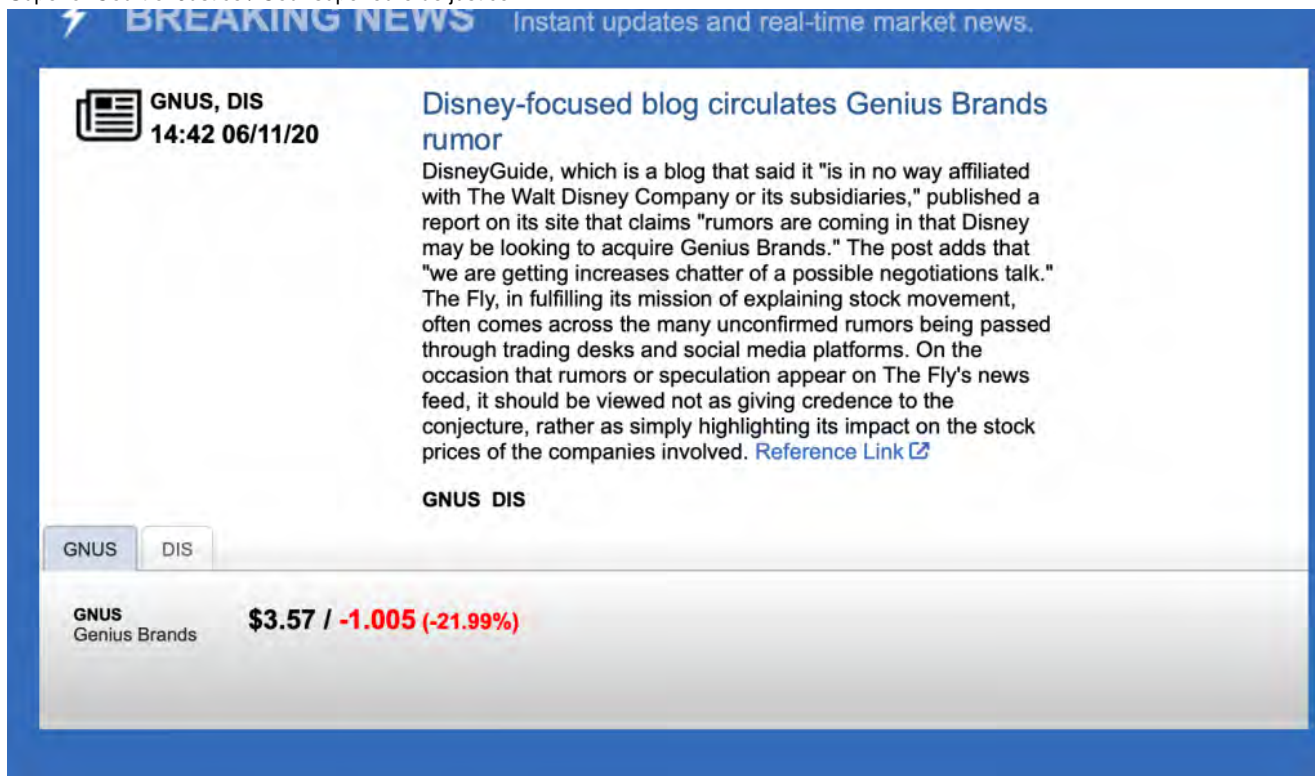 BREAKING NEWS Instant updates and real-time market news.
GNUS, DIS
14:42 06/11/20
Disney-focused blog circulates Genius Brands
rumor
DisneyGuide, which is a blog that said it "is in no way affiliated
with The Walt Disney Company or its subsidiaries," published a
report on its site that claims "rumors are coming in that Disney
may be looking to acquire Genius Brands." The post adds that
"we are getting increases chatter of a possible negotiations talk."
The Fly, in fulfilling its mission of explaining stock movement,
often comes across the many unconfirmed rumors being passed
through trading desks and social media platforms. On the
occasion that rumors or speculation appear on The Fly's news
feed, it should be viewed not as giving credence to the
conjecture, rather as simply highlighting its impact on the stock
prices of the companies involved. Reference Link
GNUS DIS
GNUS DIS
GNUS
Genius Brands
$3.57 / -1.005 (-21.99%)